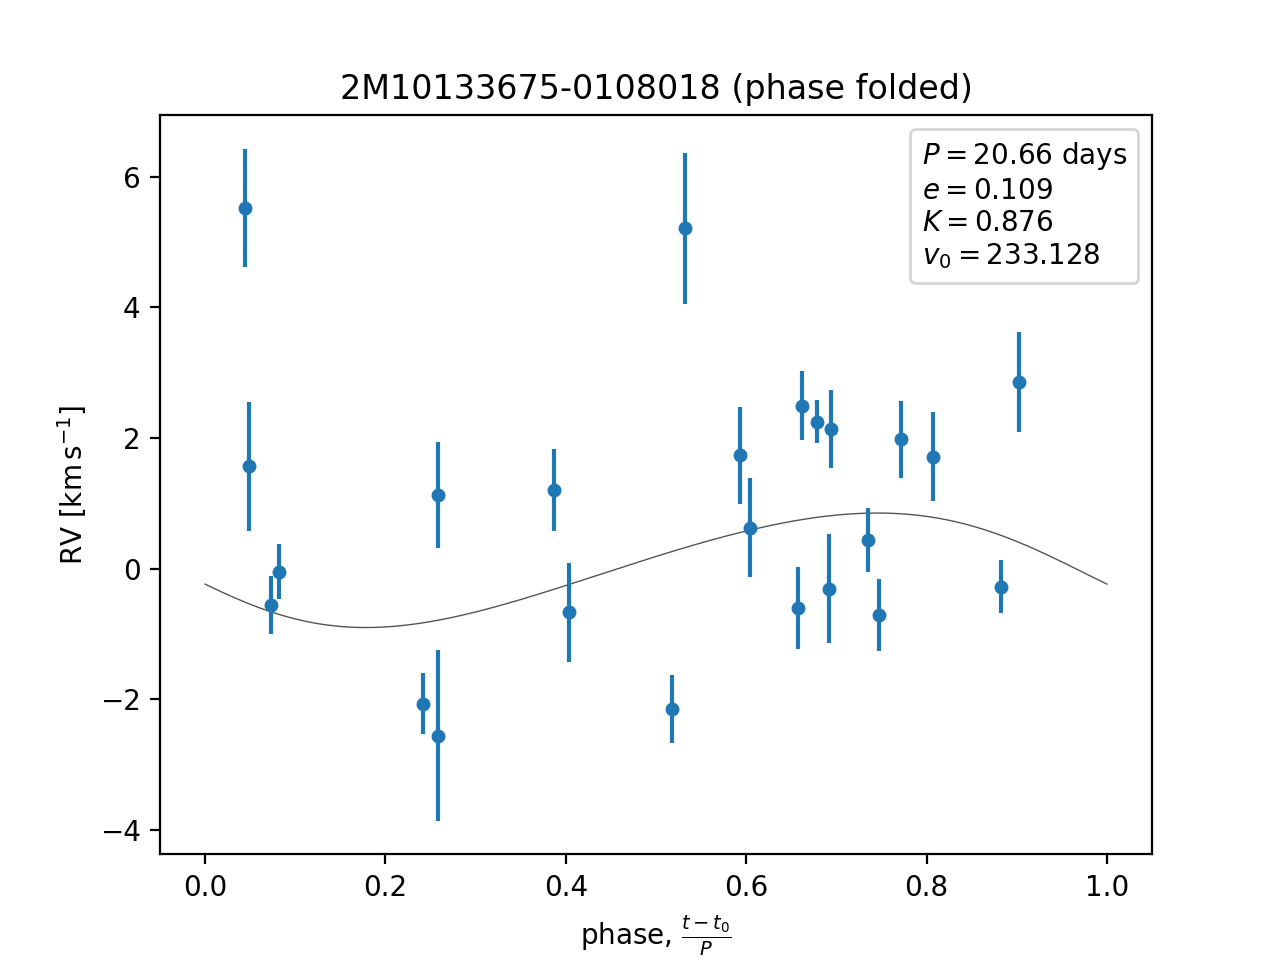 2M10133675-0108018 (phase folded)
P = 20.66 days
e = 0.109
K = 0.876
v₀ = 233.128
6
4
2
0
−2
−4
RV [km s⁻¹]
0.0 0.2 0.4 0.6 0.8 1.0
phase, (t − t₀)/P